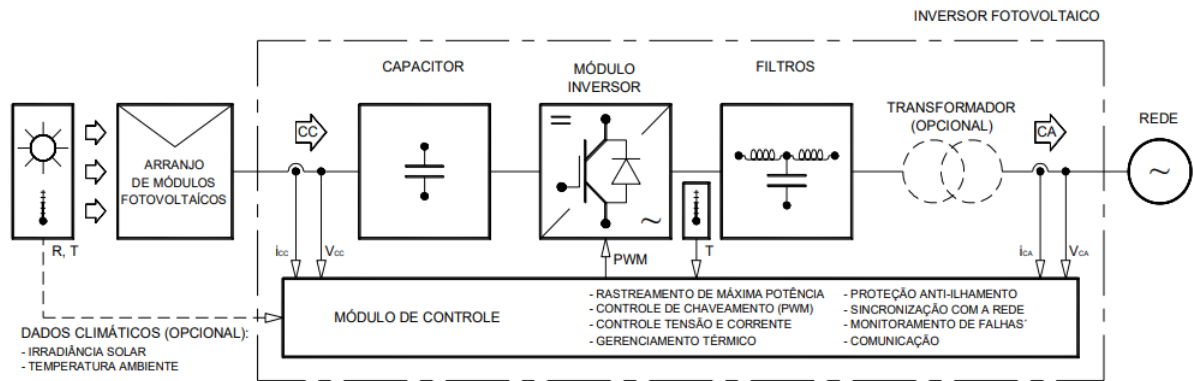 INVERSOR FOTOVOLTAICO
CAPACITOR
MÓDULO
INVERSOR
FILTROS
TRANSFORMADOR
(OPCIONAL)
REDE
CC
CA
ARRANJO
DE MÓDULOS
FOTOVOLTAÍCOS
R, T
iCC
VCC
PWM
T
iCA
VCA
MÓDULO DE CONTROLE
- RASTREAMENTO DE MÁXIMA POTÊNCIA
- CONTROLE DE CHAVEAMENTO (PWM)
- CONTROLE TENSÃO E CORRENTE
- GERENCIAMENTO TÉRMICO
- PROTEÇÃO ANTI-ILHAMENTO
- SINCRONIZAÇÃO COM A REDE
- MONITORAMENTO DE FALHAS´
- COMUNICAÇÃO
DADOS CLIMÁTICOS (OPCIONAL):
- IRRADIÂNCIA SOLAR
- TEMPERATURA AMBIENTE